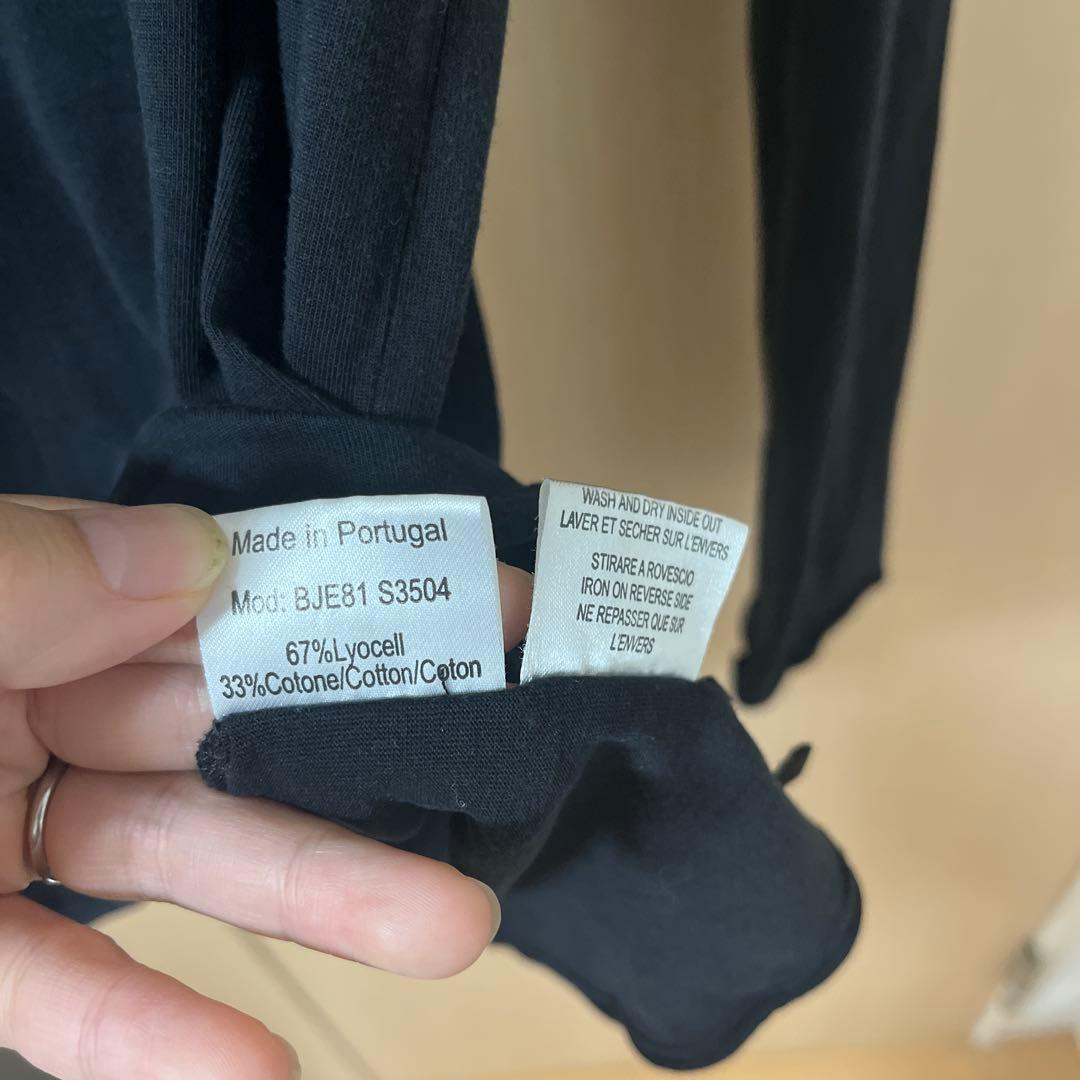 Made in Portugal
Mod: BJE81 S3504
67%Lyocell
33%Cotone/Cotton/Coton
WASH AND DRY INSIDE OUT
LAVER ET SECHER SUR L'ENVERS
STIRARE A ROVESCIO
IRON ON REVERSE SIDE
NE REPASSER QUE SUR
L'ENVERS